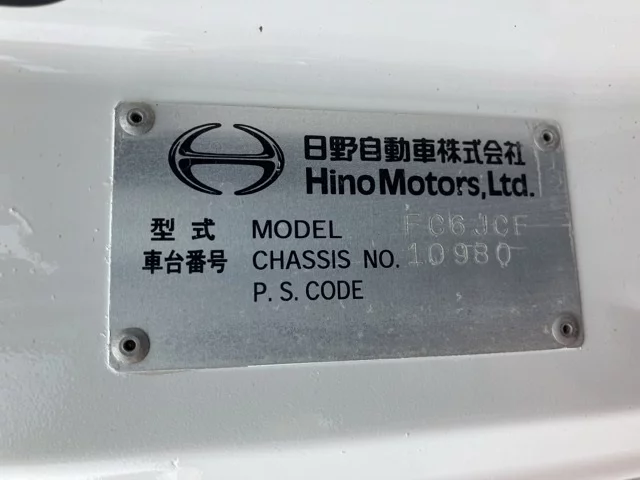 日野自動車株式会社
Hino Motors, Ltd.
型式 MODEL FC6JCF
車台番号 CHASSIS NO. 10980
P.S.CODE